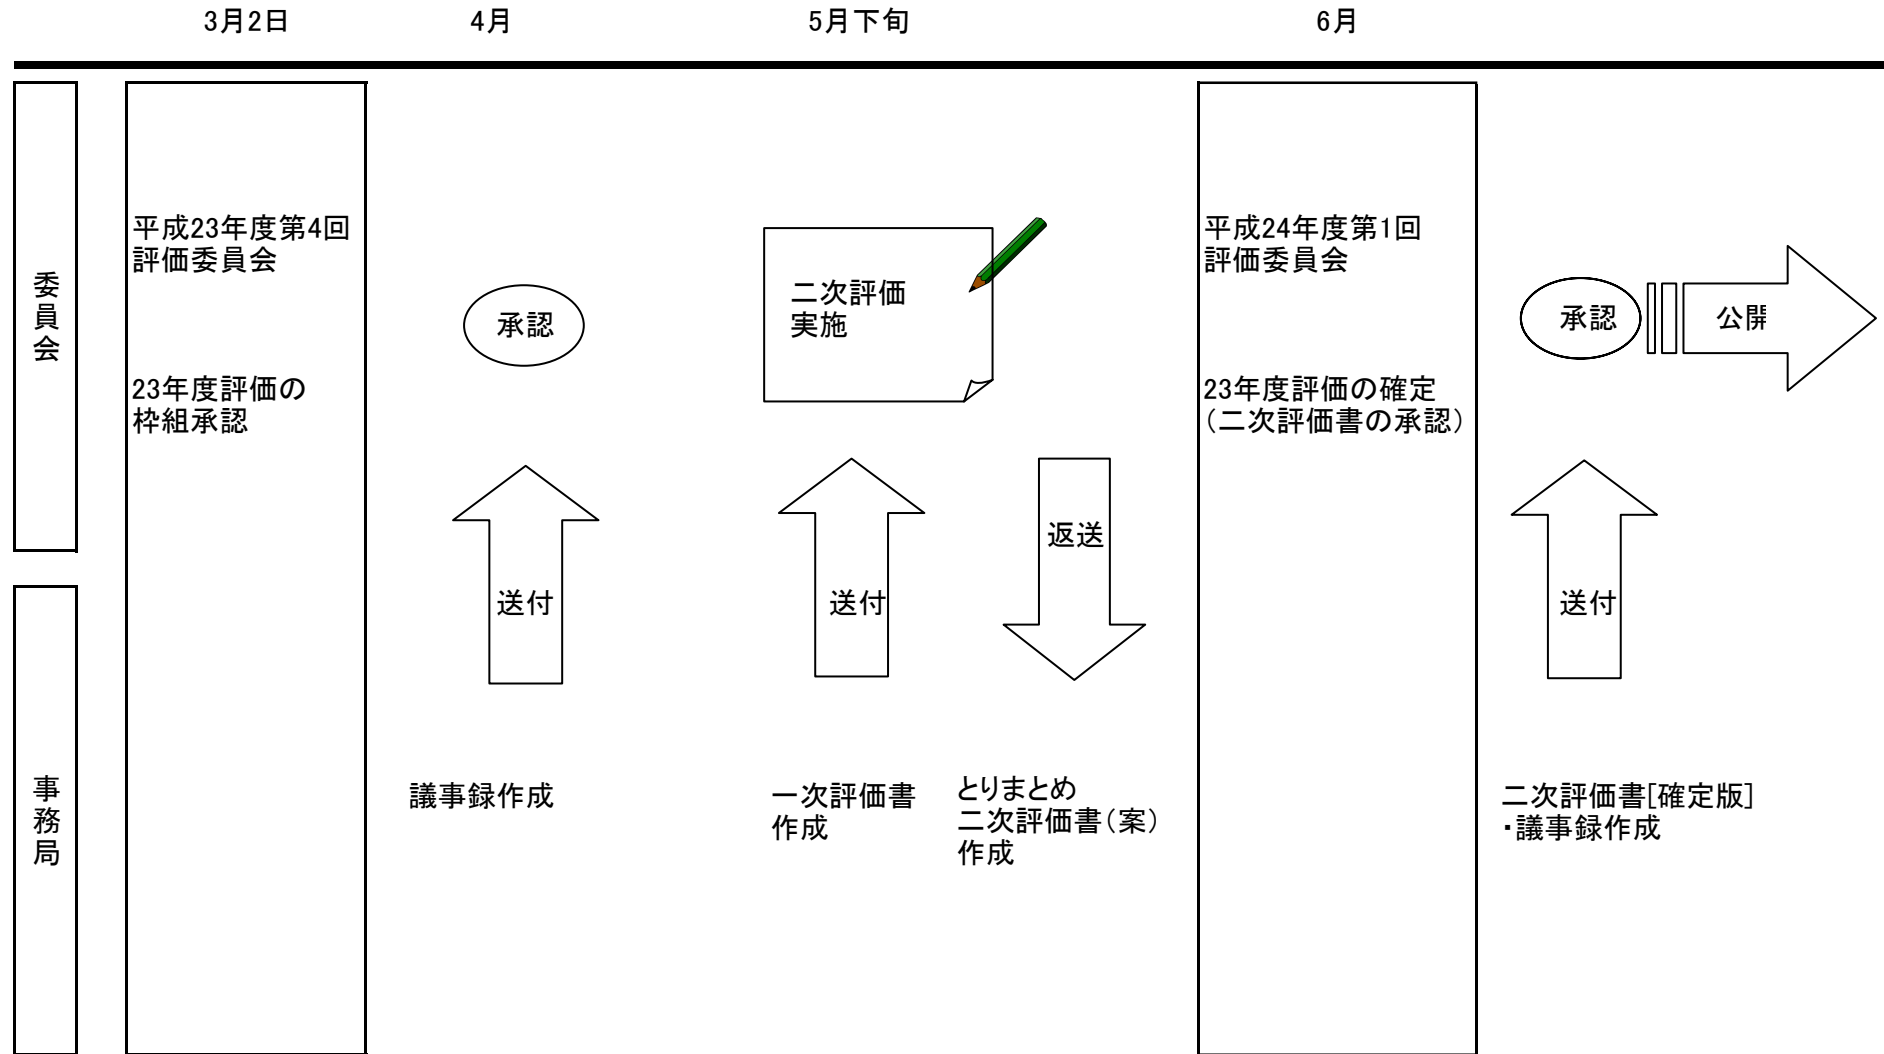 3月2日
4月
5月下旬
6月
委員会
平成23年度第4回
評価委員会
23年度評価の
枠組承認
承認
二次評価
実施
平成24年度第1回
評価委員会
23年度評価の確定
（二次評価書の承認）
承認
公開
送付
送付
返送
送付
事務局
議事録作成
一次評価書
作成
とりまとめ
二次評価書（案）
作成
二次評価書[確定版]
・議事録作成